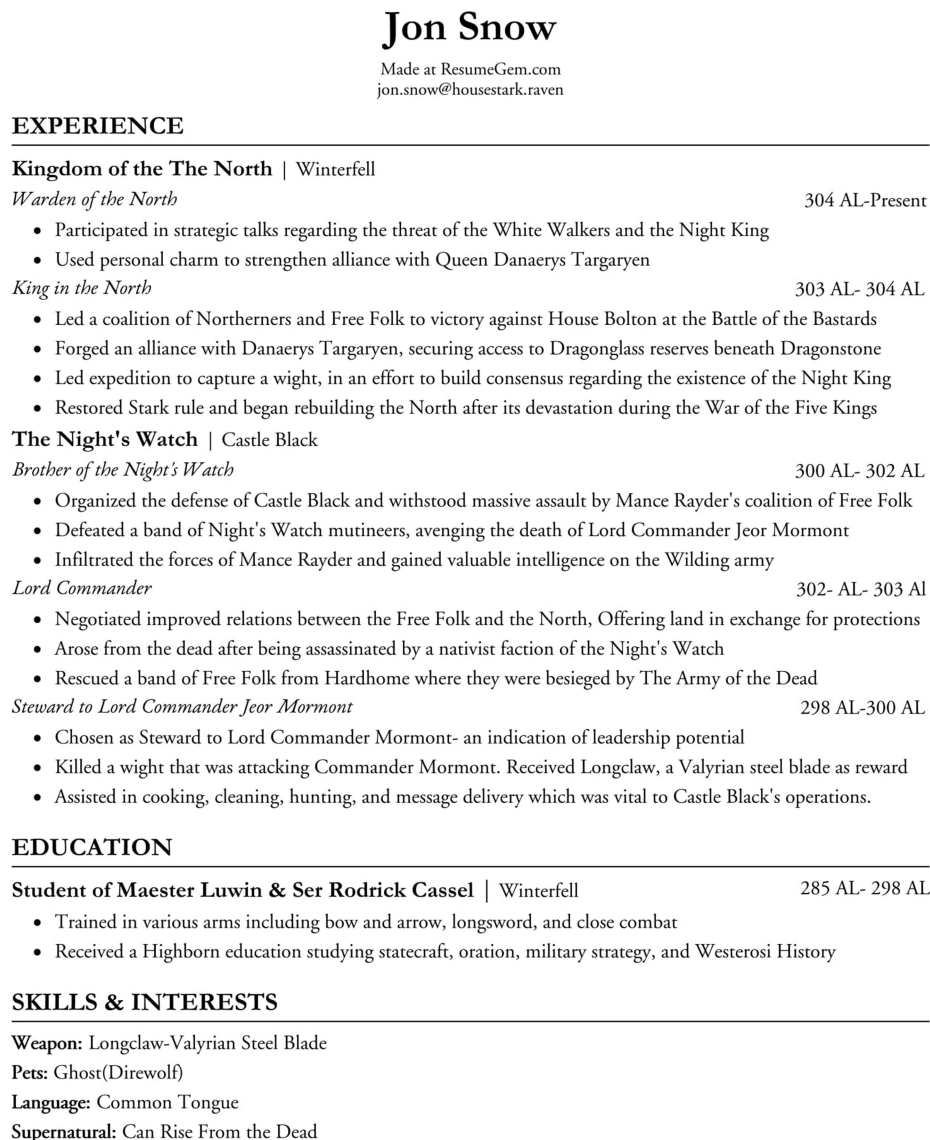 Jon Snow
Made at ResumeGem.com
jon.snow@housestark.raven
EXPERIENCE
Kingdom of the The North | Winterfell
Warden of the North 304 AL-Present
• Participated in strategic talks regarding the threat of the White Walkers and the Night King
• Used personal charm to strengthen alliance with Queen Danaerys Targaryen
King in the North 303 AL- 304 AL
• Led a coalition of Northerners and Free Folk to victory against House Bolton at the Battle of the Bastards
• Forged an alliance with Danaerys Targaryen, securing access to Dragonglass reserves beneath Dragonstone
• Led expedition to capture a wight, in an effort to build consensus regarding the existence of the Night King
• Restored Stark rule and began rebuilding the North after its devastation during the War of the Five Kings
The Night's Watch | Castle Black
Brother of the Night's Watch 300 AL- 302 AL
• Organized the defense of Castle Black and withstood massive assault by Mance Rayder's coalition of Free Folk
• Defeated a band of Night's Watch mutineers, avenging the death of Lord Commander Jeor Mormont
• Infiltrated the forces of Mance Rayder and gained valuable intelligence on the Wilding army
Lord Commander 302- AL- 303 Al
• Negotiated improved relations between the Free Folk and the North, Offering land in exchange for protections
• Arose from the dead after being assassinated by a nativist faction of the Night's Watch
• Rescued a band of Free Folk from Hardhome where they were besieged by The Army of the Dead
Steward to Lord Commander Jeor Mormont 298 AL-300 AL
• Chosen as Steward to Lord Commander Mormont- an indication of leadership potential
• Killed a wight that was attacking Commander Mormont. Received Longclaw, a Valyrian steel blade as reward
• Assisted in cooking, cleaning, hunting, and message delivery which was vital to Castle Black's operations.
EDUCATION
Student of Maester Luwin & Ser Rodrick Cassel | Winterfell 285 AL- 298 AL
• Trained in various arms including bow and arrow, longsword, and close combat
• Received a Highborn education studying statecraft, oration, military strategy, and Westerosi History
SKILLS & INTERESTS
Weapon: Longclaw-Valyrian Steel Blade
Pets: Ghost(Direwolf)
Language: Common Tongue
Supernatural: Can Rise From the Dead